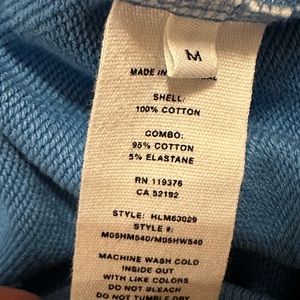 M
MADE IN
SHELL:
100% COTTON
COMBO:
95% COTTON
5% ELASTANE
RN 119376
CA 52192
STYLE: HLM63029
STYLE #:
M05HM540/M05HW540
MACHINE WASH COLD
INSIDE OUT
WITH LIKE COLORS
DO NOT BLEACH
DO NOT TUMBLE DRY